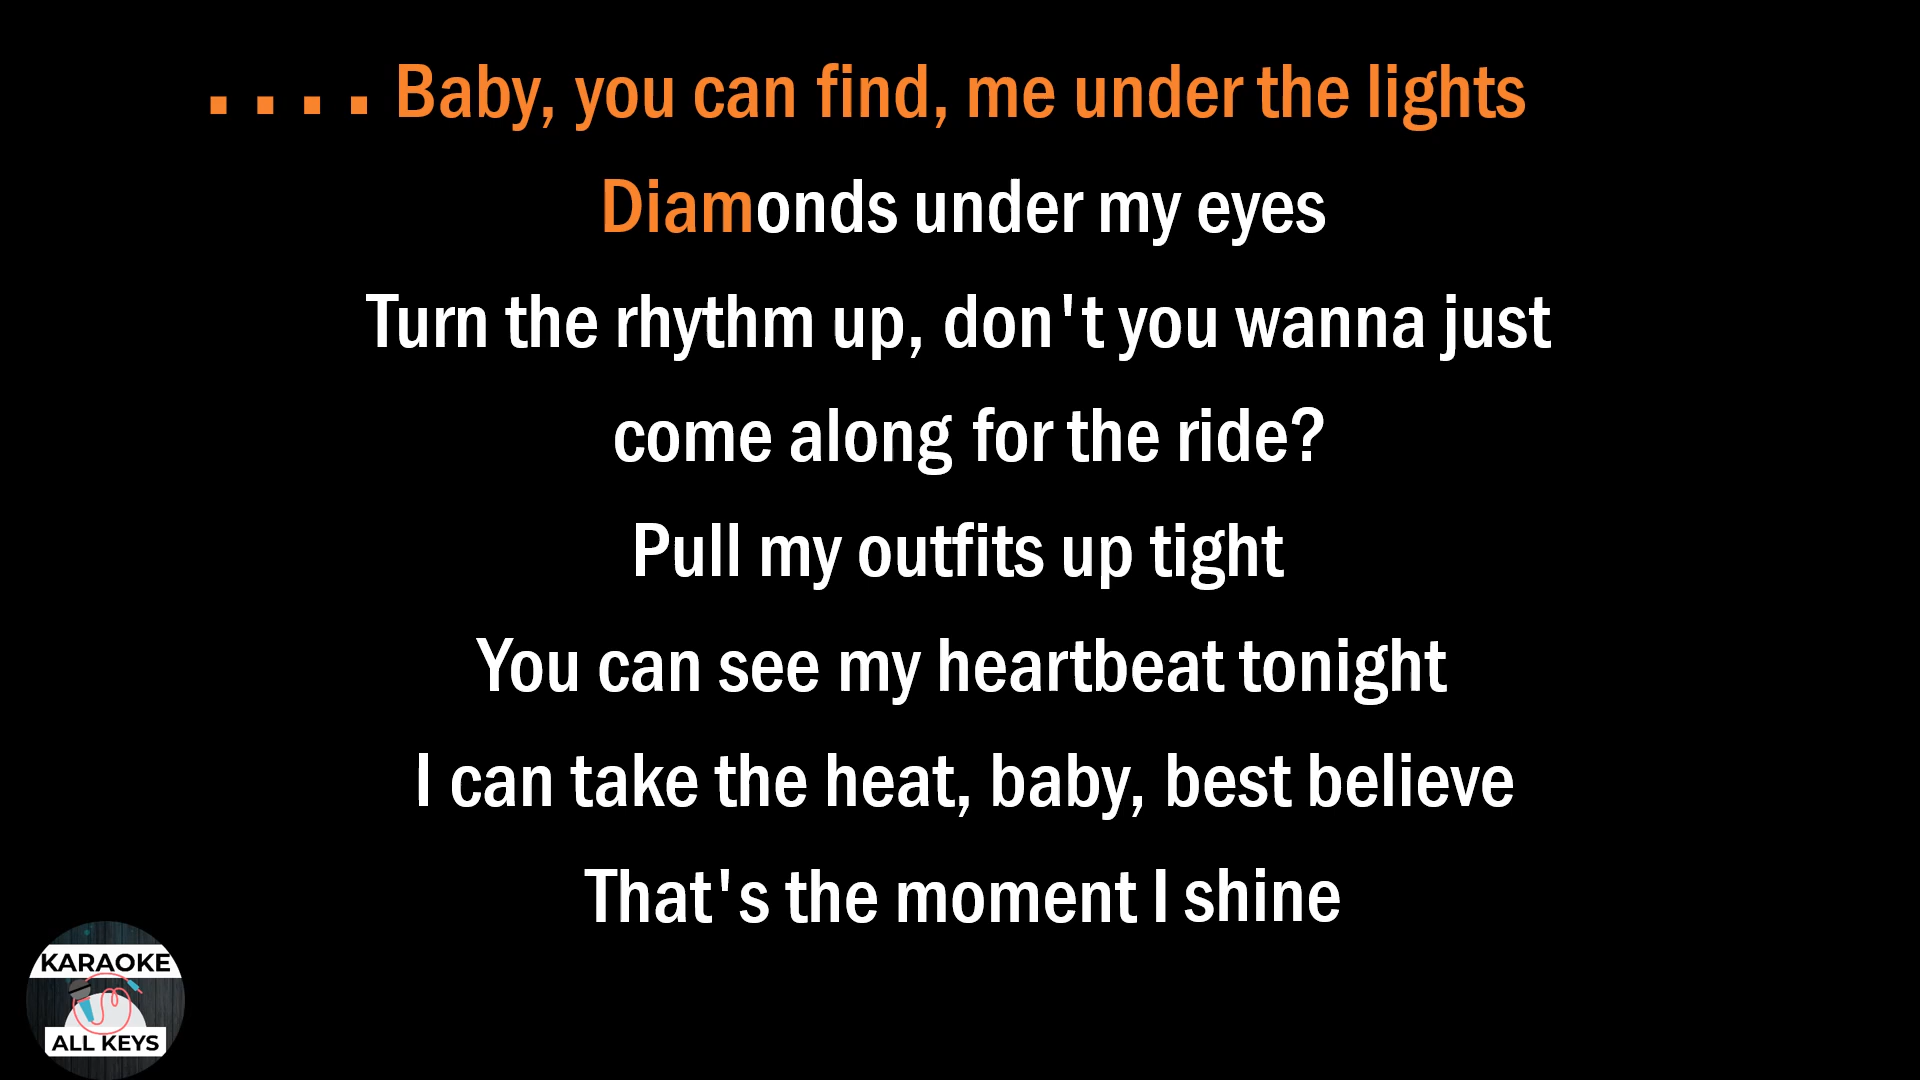 .... Baby, you can find, me under the lights
Diamonds under my eyes
Turn the rhythm up, don't you wanna just
come along for the ride?
Pull my outfits up tight
You can see my heartbeat tonight
I can take the heat, baby, best believe
That's the moment I shine
KARAOKE
ALL KEYS